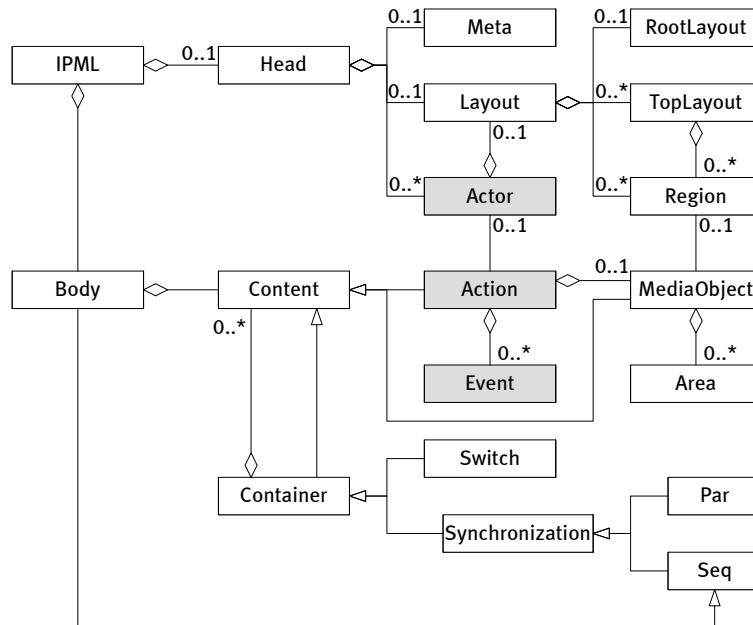 0..1
Meta
0..1
RootLayout
IPML
0..1
Head
0..1
Layout
0..1
0..*
TopLayout
0..*
Actor
0..1
0..*
Region
0..*
0..1
Body
Content
0..*
Action
0..1
MediaObject
0..1
Event
0..*
Area
0..*
Container
Switch
Synchronization
Par
Seq